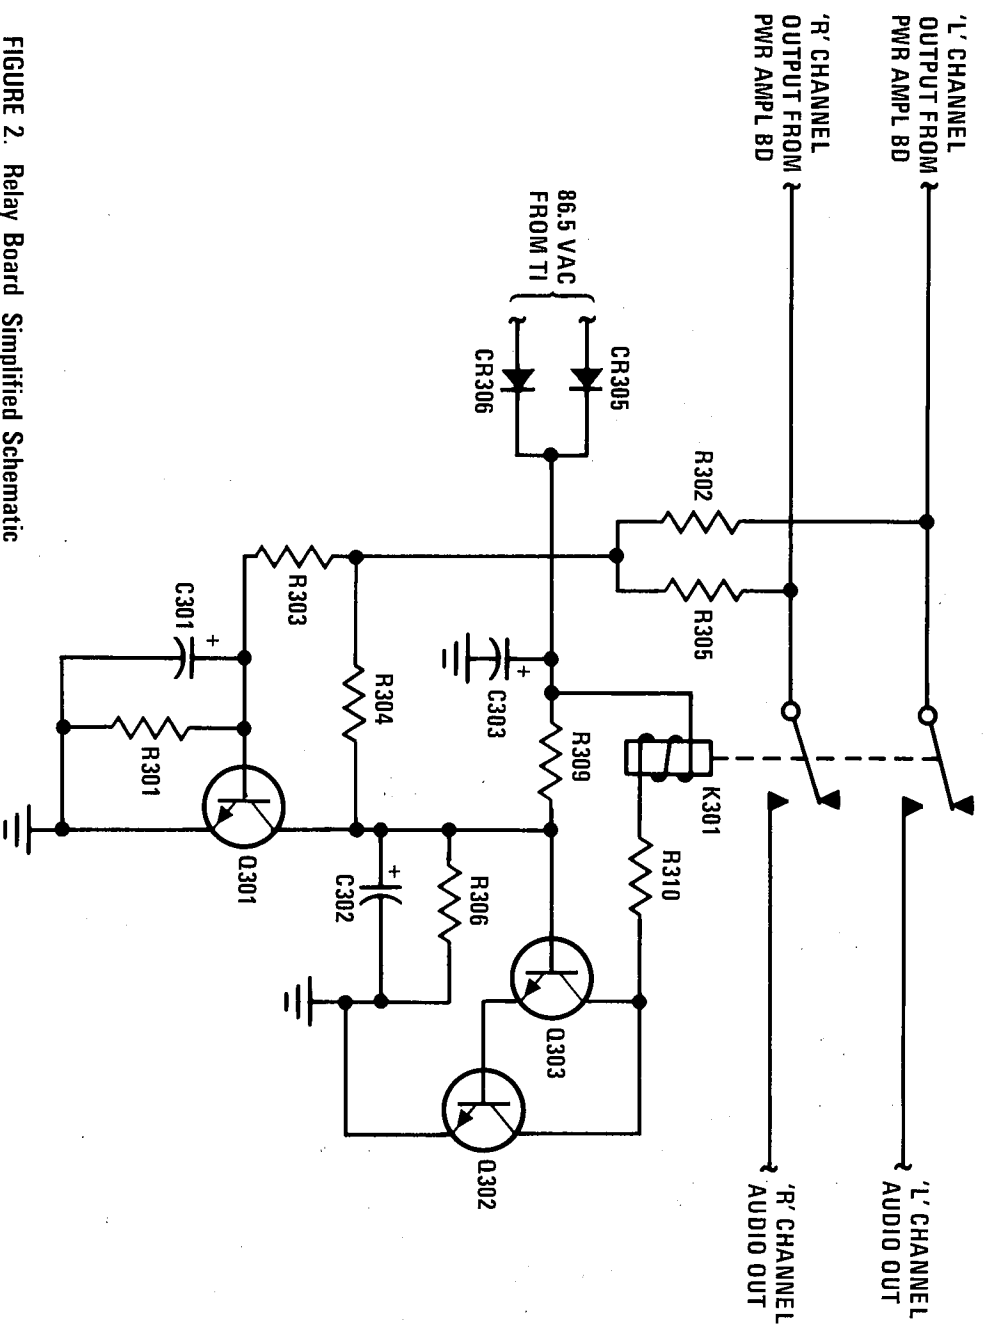 'L' CHANNEL
OUTPUT FROM
PWR AMPL BD
'R' CHANNEL
OUTPUT FROM
PWR AMPL BD
86.5 VAC
FROM TI
CR305
CR306
R302
R305
K301
R310
R309
C303
+
R303
R304
R306
C302
+
C301
+
R301
Q301
Q303
Q302
'L' CHANNEL
AUDIO OUT
'R' CHANNEL
AUDIO OUT
FIGURE 2. Relay Board Simplified Schematic